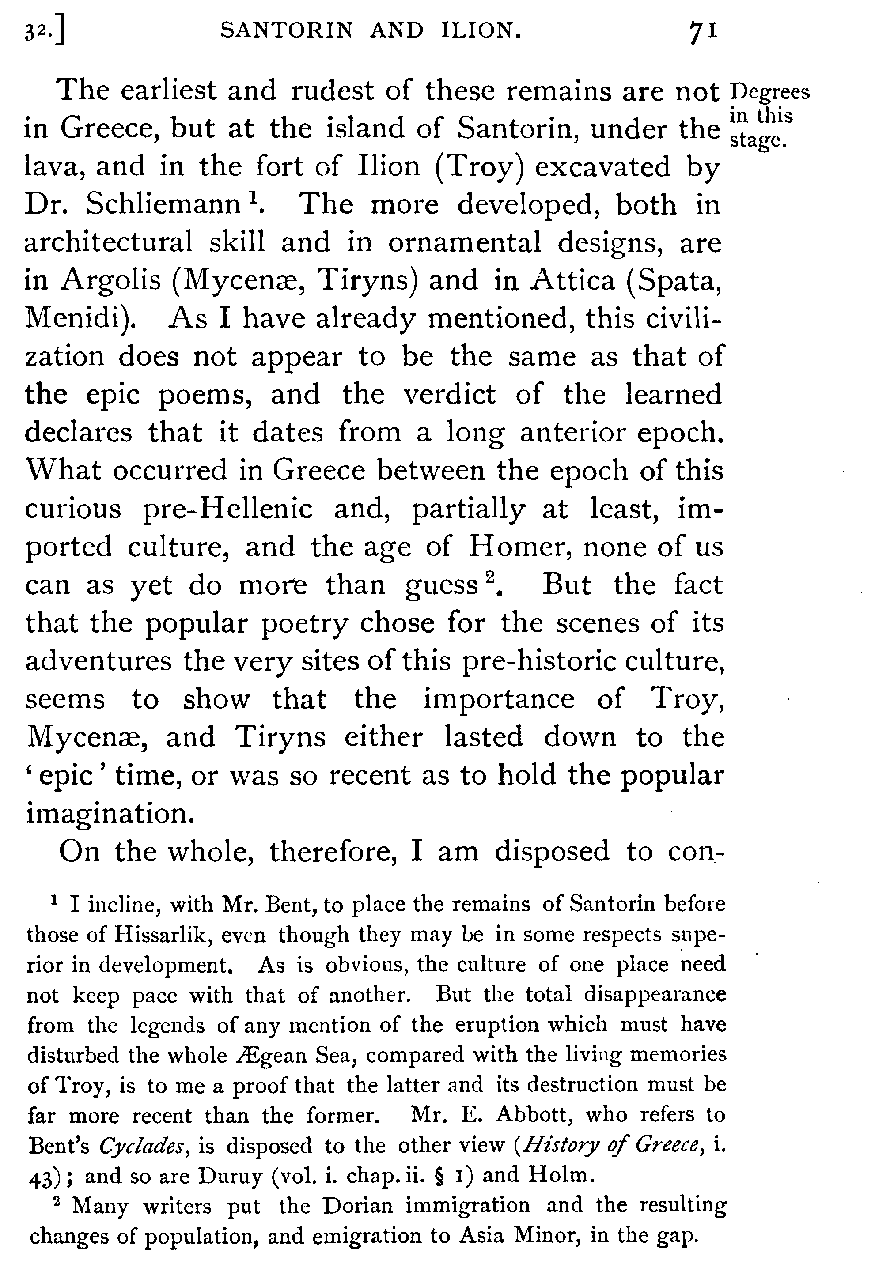 32.] SANTORIN AND ILION. 71
The earliest and rudest of these remains are not Degrees
in Greece, but at the island of Santorin, under the in this
stage.
lava, and in the fort of Ilion (Troy) excavated by
Dr. Schliemann ¹. The more developed, both in
architectural skill and in ornamental designs, are
in Argolis (Mycenæ, Tiryns) and in Attica (Spata,
Menidi). As I have already mentioned, this civili-
zation does not appear to be the same as that of
the epic poems, and the verdict of the learned
declares that it dates from a long anterior epoch.
What occurred in Greece between the epoch of this
curious pre-Hellenic and, partially at least, im-
ported culture, and the age of Homer, none of us
can as yet do more than guess ². But the fact
that the popular poetry chose for the scenes of its
adventures the very sites of this pre-historic culture,
seems to show that the importance of Troy,
Mycenæ, and Tiryns either lasted down to the
‘ epic ’ time, or was so recent as to hold the popular
imagination.
On the whole, therefore, I am disposed to con-
¹ I incline, with Mr. Bent, to place the remains of Santorin before
those of Hissarlik, even though they may be in some respects supe-
rior in development. As is obvious, the culture of one place need
not keep pace with that of another. But the total disappearance
from the legends of any mention of the eruption which must have
disturbed the whole Ægean Sea, compared with the living memories
of Troy, is to me a proof that the latter and its destruction must be
far more recent than the former. Mr. E. Abbott, who refers to
Bent's Cyclades, is disposed to the other view (History of Greece, i.
43); and so are Duruy (vol. i. chap. ii. § 1) and Holm.
² Many writers put the Dorian immigration and the resulting
changes of population, and emigration to Asia Minor, in the gap.